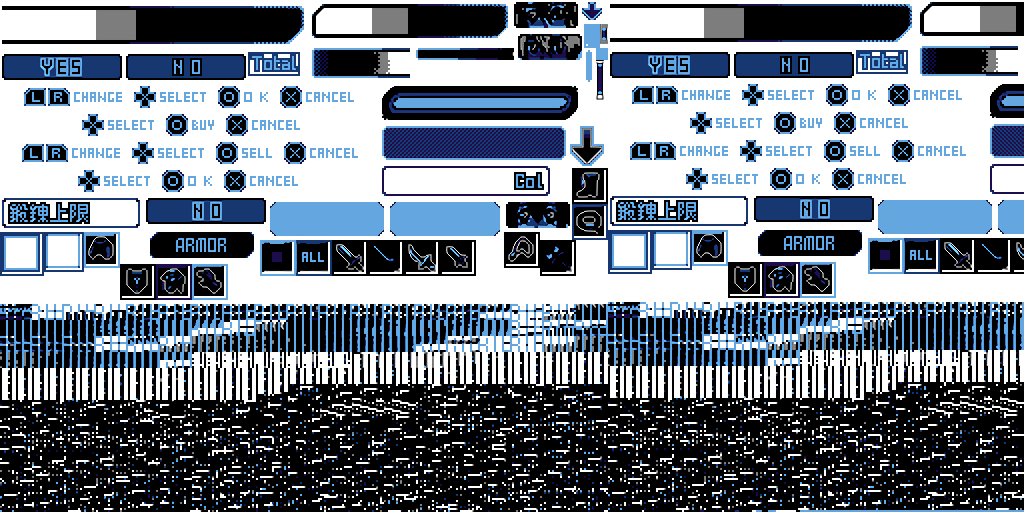 YES NO Total YES NO Total
L R CHANGE SELECT O K CANCEL L R CHANGE SELECT O K CANCEL
SELECT BUY CANCEL SELECT BUY CANCEL
L R CHANGE SELECT SELL CANCEL L R CHANGE SELECT SELL CANCEL
SELECT O K CANCEL SELECT O K CANCEL
Col
鍛錬上限 NO 鍛錬上限 NO
ARMOR ALL ARMOR ALL